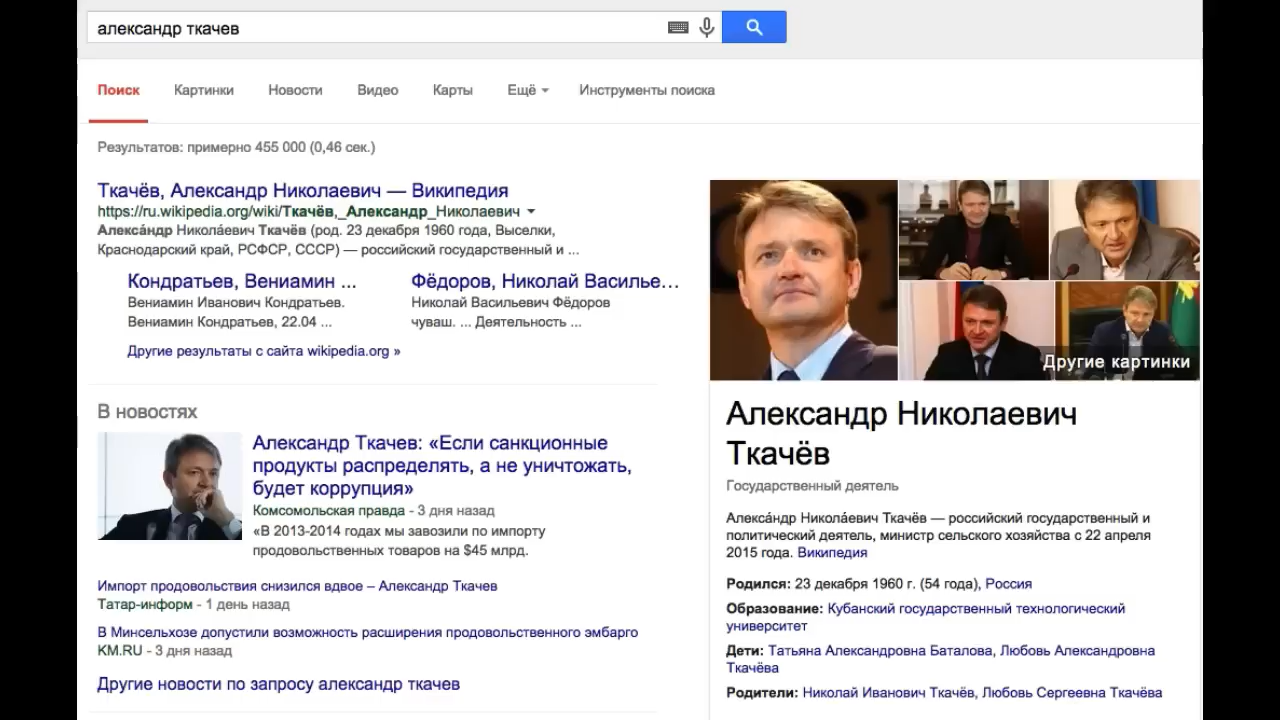 александр ткачев
Поиск
Картинки
Новости
Видео
Карты
Ещё
Инструменты поиска
Результатов: примерно 455 000 (0,46 сек.)
Ткачёв, Александр Николаевич — Википедия
https://ru.wikipedia.org/wiki/Ткачёв,_Александр_Николаевич
Алекса́ндр Никола́евич Ткачёв (род. 23 декабря 1960 года, Выселки,
Краснодарский край, РСФСР, СССР) — российский государственный и ...
Кондратьев, Вениамин ...
Вениамин Иванович Кондратьев.
Вениамин Кондратьев, 22.04 ...
Фёдоров, Николай Василье...
Николай Васильевич Фёдоров
чуваш. ... Деятельность ...
Другие результаты с сайта wikipedia.org »
В новостях
Александр Ткачев: «Если санкционные
продукты распределять, а не уничтожать,
будет коррупция»
Комсомольская правда - 3 дня назад
«В 2013-2014 годах мы завозили по импорту
продовольственных товаров на $45 млрд.
Импорт продовольствия снизился вдвое – Александр Ткачев
Татар-информ - 1 день назад
В Минсельхозе допустили возможность расширения продовольственного эмбарго
KM.RU - 3 дня назад
Другие новости по запросу александр ткачев
Другие картинки
Александр Николаевич
Ткачёв
Государственный деятель
Алекса́ндр Никола́евич Ткачёв — российский государственный и
политический деятель, министр сельского хозяйства с 22 апреля
2015 года. Википедия
Родился: 23 декабря 1960 г. (54 года), Россия
Образование: Кубанский государственный технологический
университет
Дети: Татьяна Александровна Баталова, Любовь Александровна
Ткачёва
Родители: Николай Иванович Ткачёв, Любовь Сергеевна Ткачёва